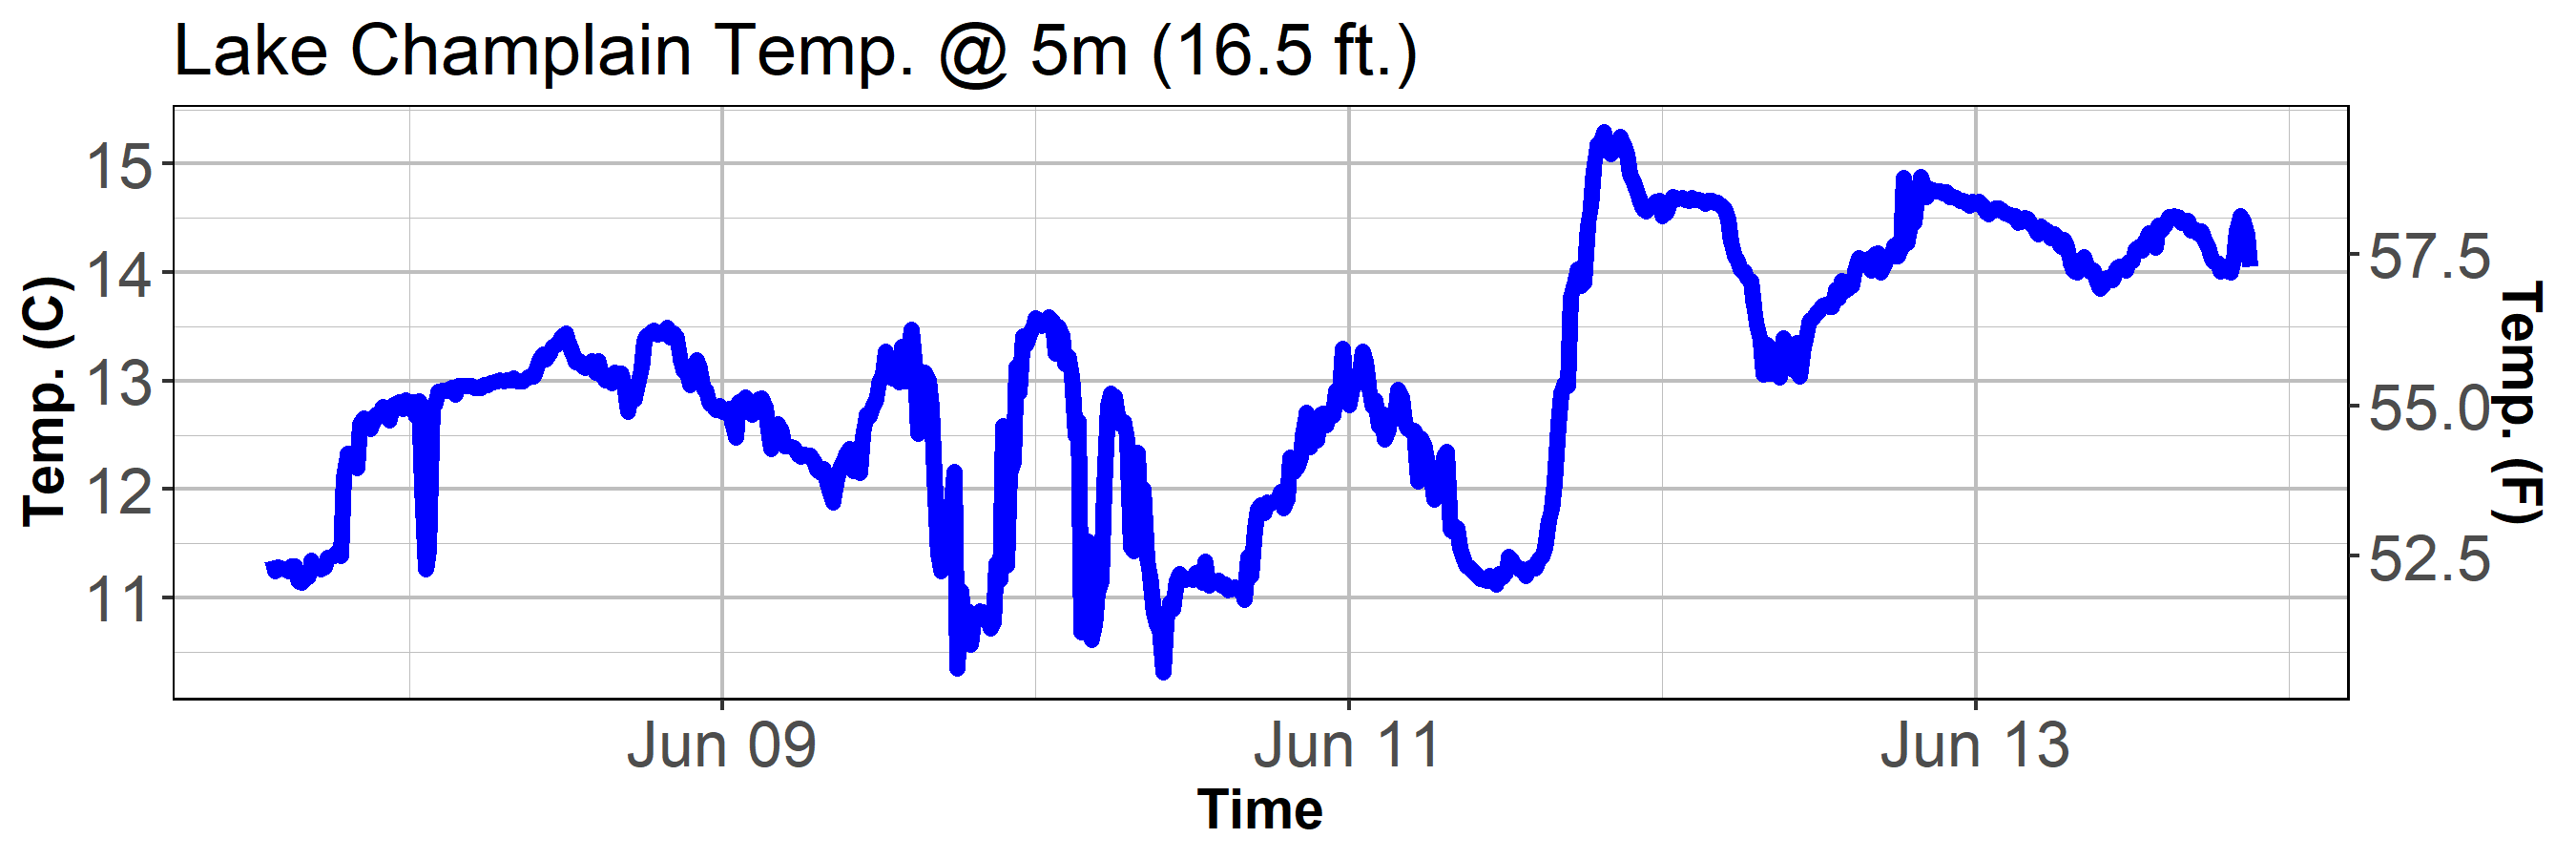 Lake Champlain Temp. @ 5m (16.5 ft.)
Temp. (C)
15
14
13
12
11
57.5
55.0
52.5
Temp. (F)
Jun 09
Jun 11
Jun 13
Time